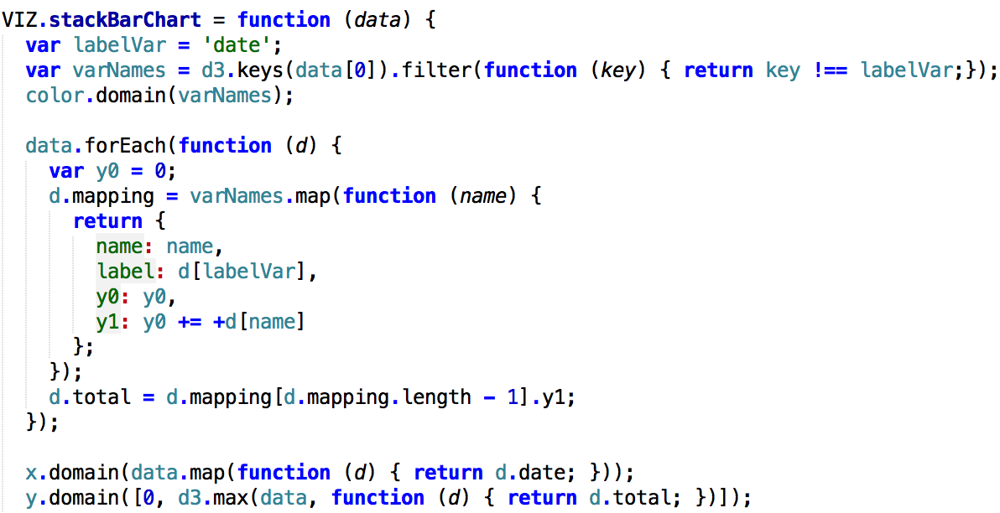 VIZ.stackBarChart = function (data) {
  var labelVar = 'date';
  var varNames = d3.keys(data[0]).filter(function (key) { return key !== labelVar;});
  color.domain(varNames);

  data.forEach(function (d) {
    var y0 = 0;
    d.mapping = varNames.map(function (name) {
      return {
        name: name,
        label: d[labelVar],
        y0: y0,
        y1: y0 += +d[name]
      };
    });
    d.total = d.mapping[d.mapping.length - 1].y1;
  });

  x.domain(data.map(function (d) { return d.date; }));
  y.domain([0, d3.max(data, function (d) { return d.total; })]);